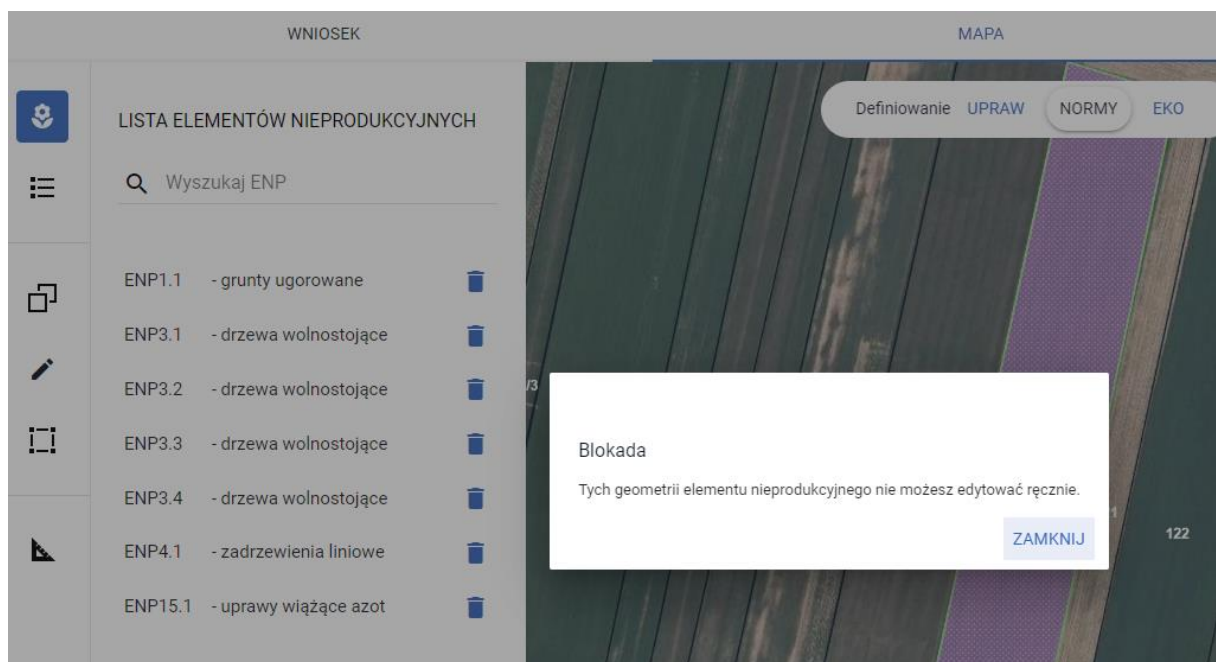 WNIOSEK
MAPA
Definiowanie UPRAW NORMY EKO
LISTA ELEMENTÓW NIEPRODUKCYJNYCH
Wyszukaj ENP
ENP1.1 - grunty ugorowane
ENP3.1 - drzewa wolnostojące
ENP3.2 - drzewa wolnostojące
/3
ENP3.3 - drzewa wolnostojące
ENP3.4 - drzewa wolnostojące
ENP4.1 - zadrzewienia liniowe
ENP15.1 - uprawy wiążące azot
Blokada
Tych geometrii elementu nieprodukcyjnego nie możesz edytować ręcznie.
ZAMKNIJ
122